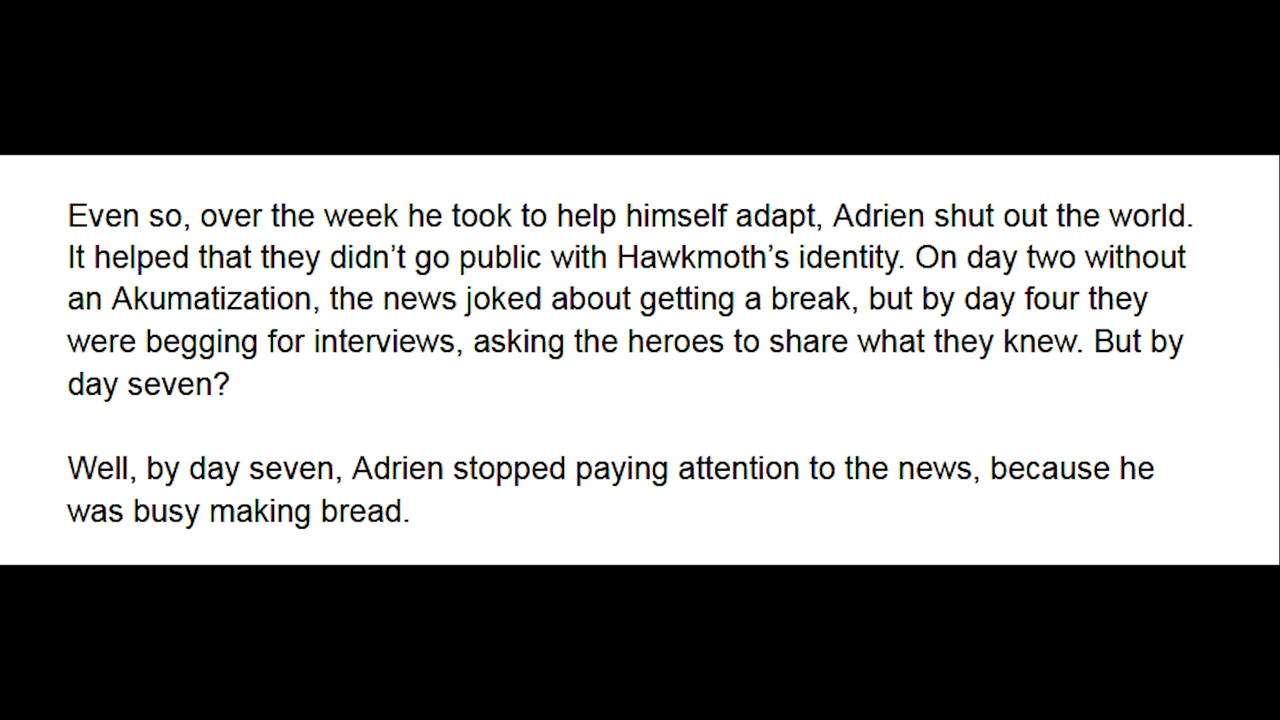 Even so, over the week he took to help himself adapt, Adrien shut out the world.
It helped that they didn’t go public with Hawkmoth’s identity. On day two without
an Akumatization, the news joked about getting a break, but by day four they
were begging for interviews, asking the heroes to share what they knew. But by
day seven?
Well, by day seven, Adrien stopped paying attention to the news, because he
was busy making bread.